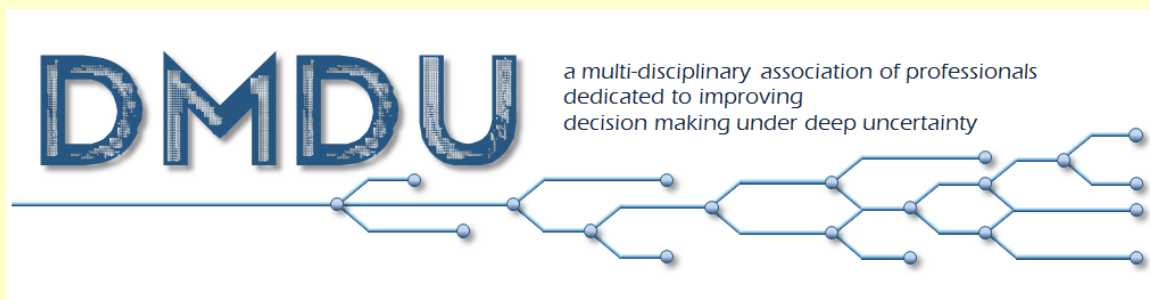 DMDU
a multi-disciplinary association of professionals
dedicated to improving
decision making under deep uncertainty